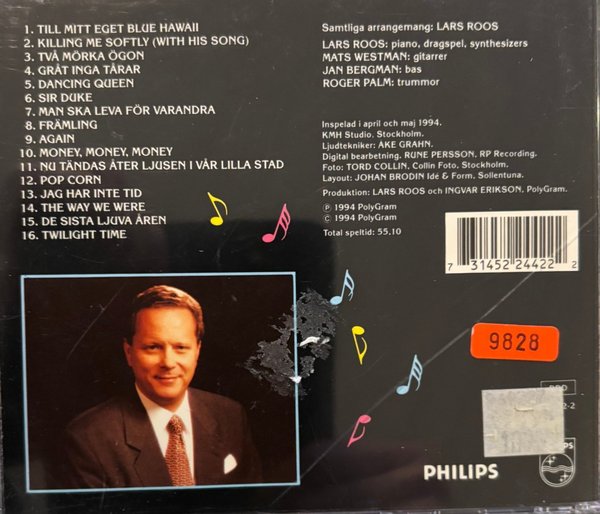 1. TILL MITT EGET BLUE HAWAII
2. KILLING ME SOFTLY (WITH HIS SONG)
3. TVÅ MÖRKA ÖGON
4. GRÅT INGA TÅRAR
5. DANCING QUEEN
6. SIR DUKE
7. MAN SKA LEVA FÖR VARANDRA
8. FRÄMLING
9. AGAIN
10. MONEY, MONEY, MONEY
11. NU TÄNDAS ÅTER LJUSEN I VÅR LILLA STAD
12. POP CORN
13. JAG HAR INTE TID
14. THE WAY WE WERE
15. DE SISTA LJUVA ÅREN
16. TWILIGHT TIME
Samtliga arrangemang: LARS ROOS
LARS ROOS: piano, dragspel, synthesizers
MATS WESTMAN: gitarrer
JAN BERGMAN: bas
ROGER PALM: trummor
Inspelad i april och maj 1994.
KMH Studio, Stockholm.
Ljudtekniker: ÅKE GRAHN.
Digital bearbetning. RUNE PERSSON, RP Recording.
Foto: TORD COLLIN, Collin Foto, Stockholm.
Layout: JOHAN BRODIN Idé & Form, Sollentuna.
Produktion: LARS ROOS och INGVAR ERIKSON, PolyGram.
℗ 1994 PolyGram
© 1994 PolyGram
Total speltid: 55.10
7 31452 24422 2
9828
2-2
PHILIPS